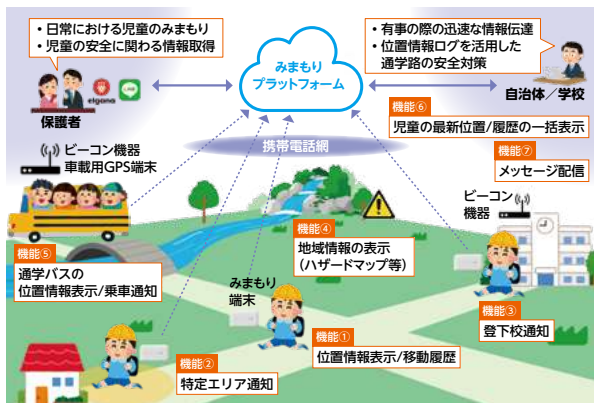 ・日常における児童のみまもり
・児童の安全に関わる情報取得
elgana
LINE
保護者
みまもり
プラットフォーム
・有事の際の迅速な情報伝達
・位置情報ログを活用した
通学路の安全対策
自治体／学校
機能⑥
児童の最新位置/履歴の一括表示
機能⑦
メッセージ配信
携帯電話網
ビーコン機器
車載用GPS端末
ビーコン
機器
機能④
地域情報の表示
（ハザードマップ等）
機能⑤
通学バスの
位置情報表示/乗車通知
みまもり
端末
機能③
登下校通知
機能①
位置情報表示/移動履歴
機能②
特定エリア通知